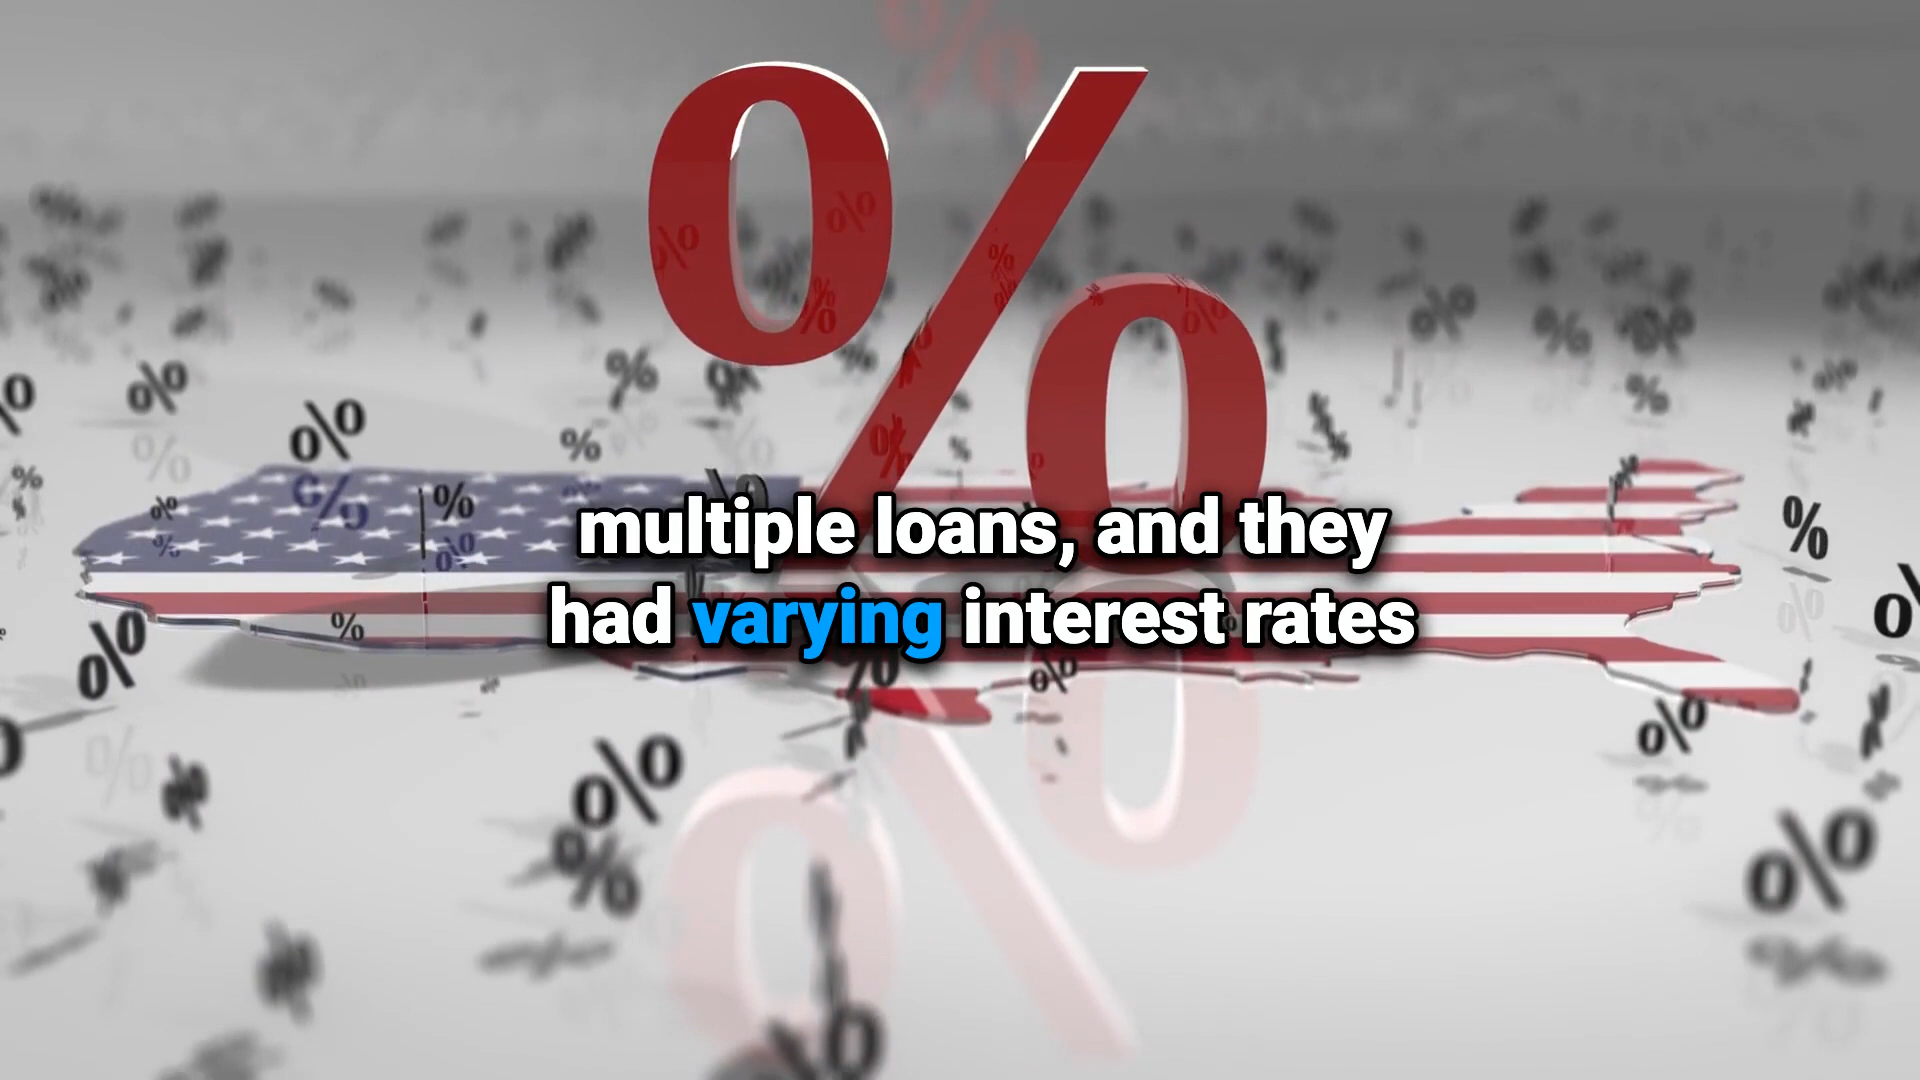 %
multiple loans, and they
had varying interest rates